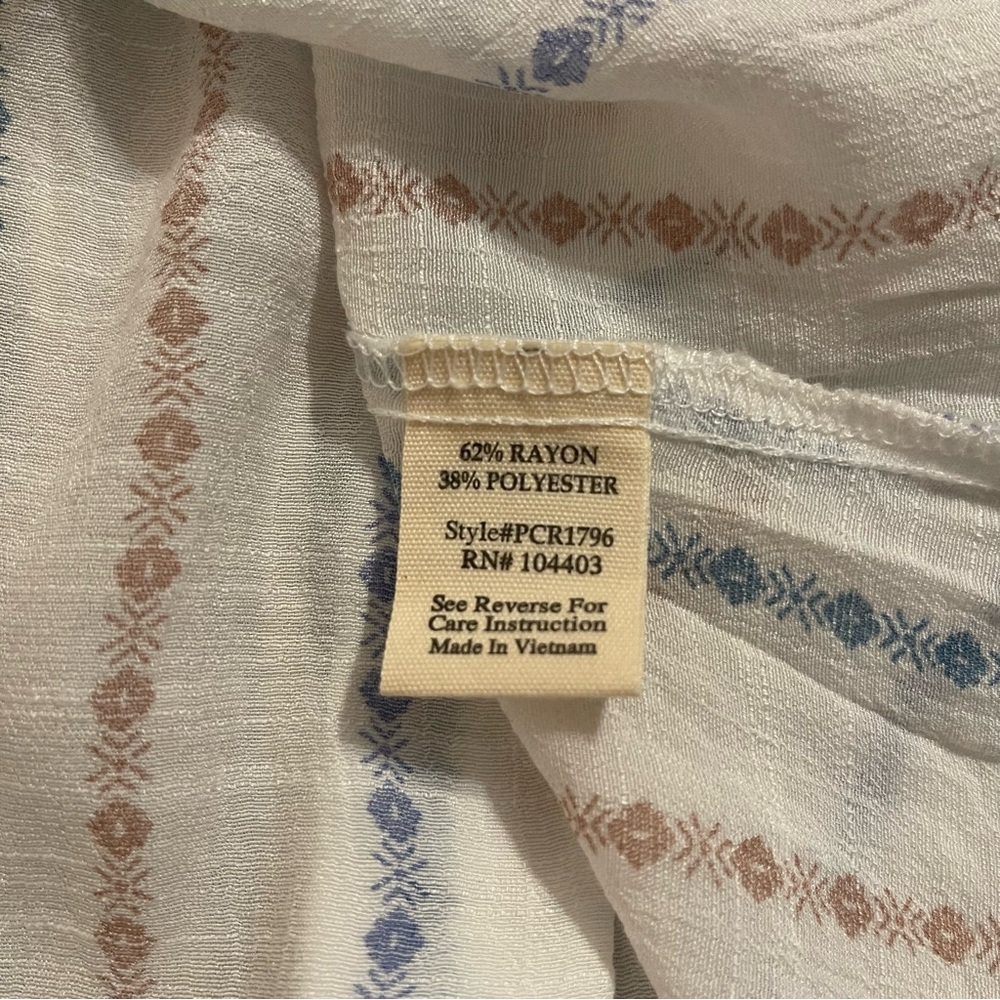 62% RAYON
38% POLYESTER
Style#PCR1796
RN# 104403
See Reverse For
Care Instruction
Made In Vietnam